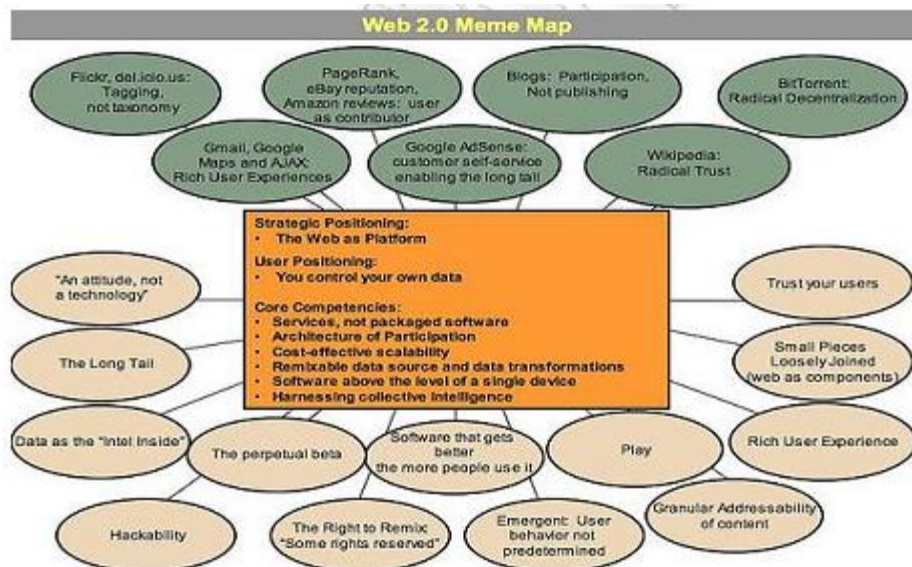 Web 2.0 Meme Map
Flickr, del.icio.us:
Tagging,
not taxonomy
PageRank,
eBay reputation,
Amazon reviews: user
as contributor
Blogs: Participation,
Not publishing
BitTorrent:
Radical Decentralization
Gmail, Google
Maps and AJAX:
Rich User Experiences
Google AdSense:
customer self-service
enabling the long tail
Wikipedia:
Radical Trust
Strategic Positioning:
• The Web as Platform
User Positioning:
• You control your own data
Core Competencies:
• Services, not packaged software
• Architecture of Participation
• Cost-effective scalability
• Remixable data source and data transformations
• Software above the level of a single device
• Harnessing collective intelligence
"An attitude, not
a technology"
Trust your users
The Long Tail
Small Pieces
Loosely Joined
(web as components)
Data as the "Intel Inside"
The perpetual beta
Software that gets
better
the more people use it
Play
Rich User Experience
Hackability
The Right to Remix:
"Some rights reserved"
Emergent: User
behavior not
predetermined
Granular Addressability
of content